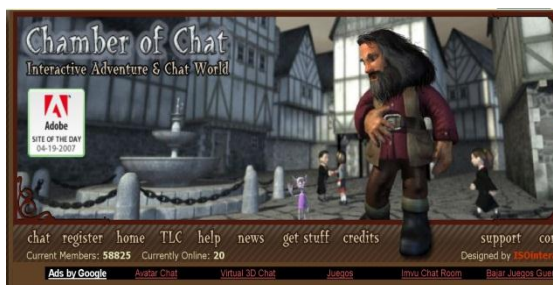 Chamber of Chat
Interactive Adventure & Chat World
Adobe
SITE OF THE DAY
04-19-2007
chat register home TLC help news get stuff credits support
Current Members: 58825 Currently Online: 20 Designed by
Ads by Google Avatar Chat Virtual 3D Chat Juegos Imvu Chat Room Bajar Juegos